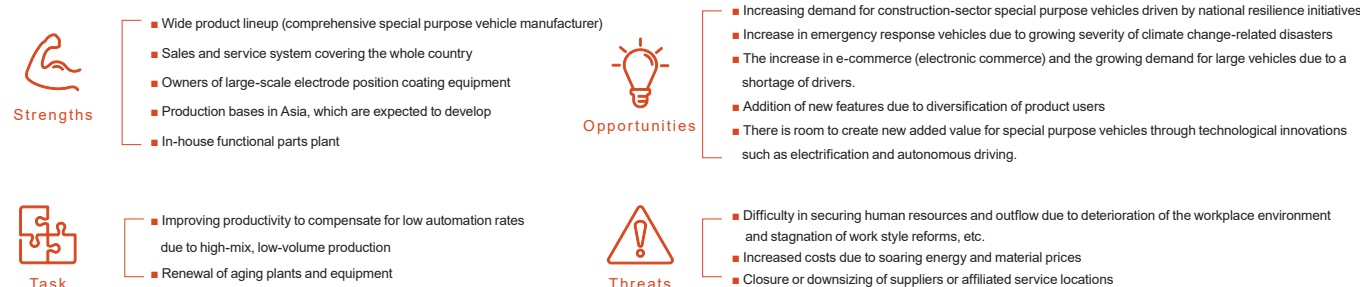 ■ Wide product lineup (comprehensive special purpose vehicle manufacturer)
■ Sales and service system covering the whole country
■ Owners of large-scale electrode position coating equipment
■ Production bases in Asia, which are expected to develop
■ In-house functional parts plant
Strengths
■ Increasing demand for construction-sector special purpose vehicles driven by national resilience initiatives
■ Increase in emergency response vehicles due to growing severity of climate change-related disasters
■ The increase in e-commerce (electronic commerce) and the growing demand for large vehicles due to a
shortage of drivers.
■ Addition of new features due to diversification of product users
■ There is room to create new added value for special purpose vehicles through technological innovations
such as electrification and autonomous driving.
Opportunities
■ Improving productivity to compensate for low automation rates
due to high-mix, low-volume production
■ Renewal of aging plants and equipment
Task
■ Difficulty in securing human resources and outflow due to deterioration of the workplace environment
and stagnation of work style reforms, etc.
■ Increased costs due to soaring energy and material prices
■ Closure or downsizing of suppliers or affiliated service locations
Threats